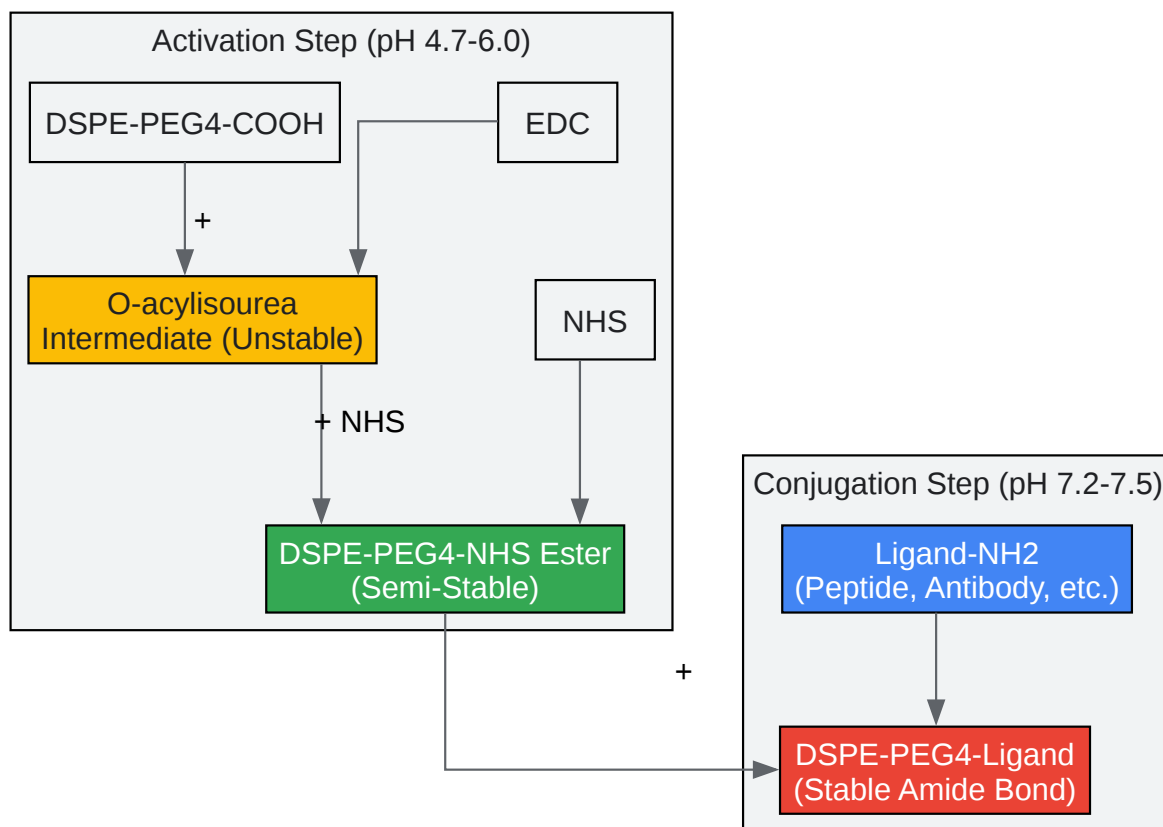 Activation Step (pH 4.7-6.0)
DSPE-PEG4-COOH
EDC
+
O-acylisourea
Intermediate (Unstable)
NHS
+ NHS
DSPE-PEG4-NHS Ester
(Semi-Stable)
Conjugation Step (pH 7.2-7.5)
Ligand-NH2
(Peptide, Antibody, etc.)
+
DSPE-PEG4-Ligand
(Stable Amide Bond)